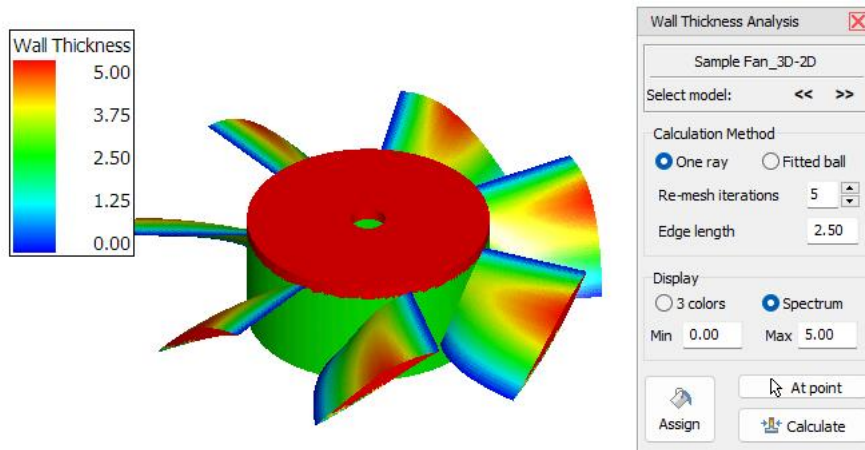 Wall Thickness
5.00
3.75
2.50
1.25
0.00
Wall Thickness Analysis
Sample Fan_3D-2D
Select model: << >>
Calculation Method
One ray Fitted ball
Re-mesh iterations 5
Edge length 2.50
Display
3 colors Spectrum
Min 0.00 Max 5.00
Assign
At point
Calculate